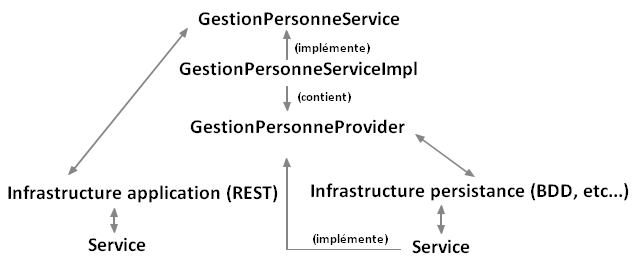 GestionPersonneService
(implémente)
GestionPersonneServiceImpl
(contient)
GestionPersonneProvider
Infrastructure application (REST)
Infrastructure persistance (BDD, etc...)
(implémente)
Service
Service